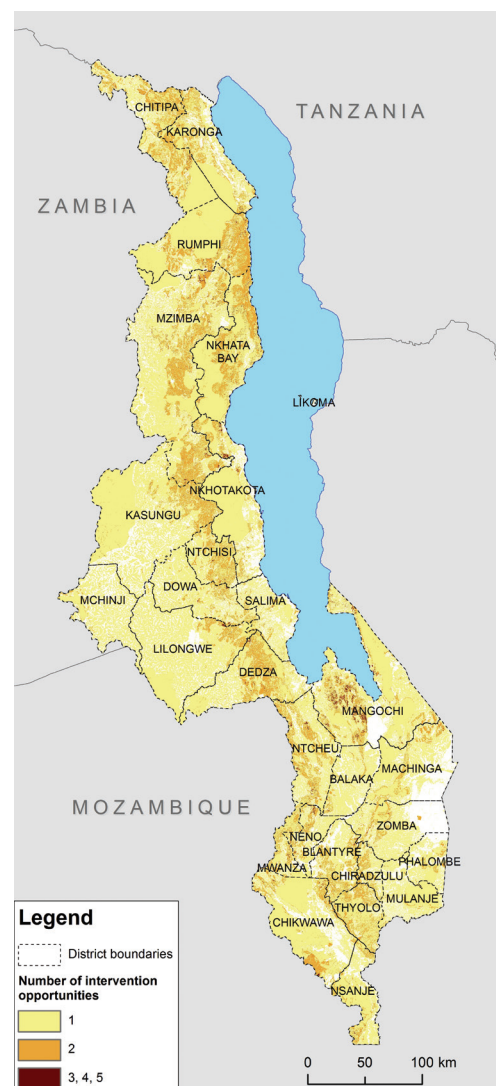 TANZANIA
CHITIPA
KARONGA
ZAMBIA
RUMPHI
MZIMBA
NKHATA
BAY
LIKOMA
NKHOTAKOTA
KASUNGU
NTCHISI
DOWA
MCHINJI
SALIMA
LILONGWE
DEDZA
MANGOCHI
NTCHEU
MACHINGA
BALAKA
MOZAMBIQUE
ZOMBA
NENO
BLANTYRE
PHALOMBE
MWANZA
CHIRADZULU
MULANJE
THYOLO
CHIKWAWA
NSANJE
Legend
District boundaries
Number of intervention
opportunities
1
2
3, 4, 5
0 50 100 km